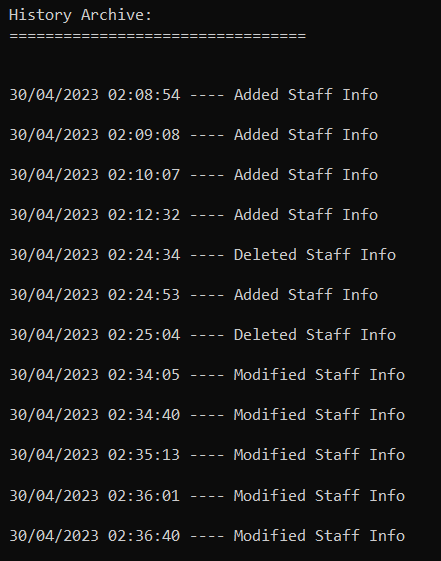 History Archive:
=================================
30/04/2023 02:08:54 ---- Added Staff Info
30/04/2023 02:09:08 ---- Added Staff Info
30/04/2023 02:10:07 ---- Added Staff Info
30/04/2023 02:12:32 ---- Added Staff Info
30/04/2023 02:24:34 ---- Deleted Staff Info
30/04/2023 02:24:53 ---- Added Staff Info
30/04/2023 02:25:04 ---- Deleted Staff Info
30/04/2023 02:34:05 ---- Modified Staff Info
30/04/2023 02:34:40 ---- Modified Staff Info
30/04/2023 02:35:13 ---- Modified Staff Info
30/04/2023 02:36:01 ---- Modified Staff Info
30/04/2023 02:36:40 ---- Modified Staff Info